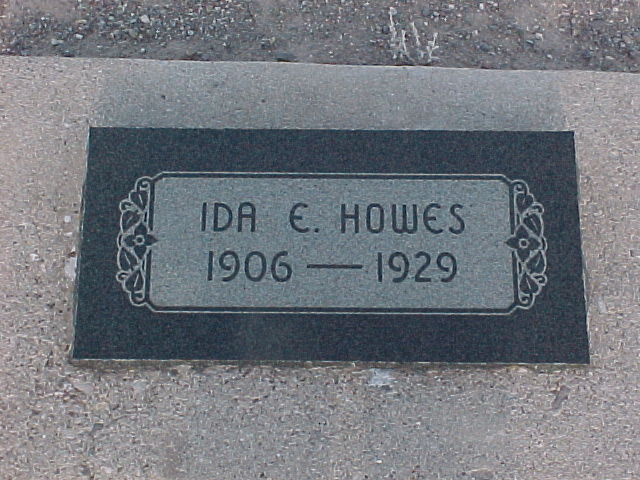 IDA E. HOWES
1906 — 1929